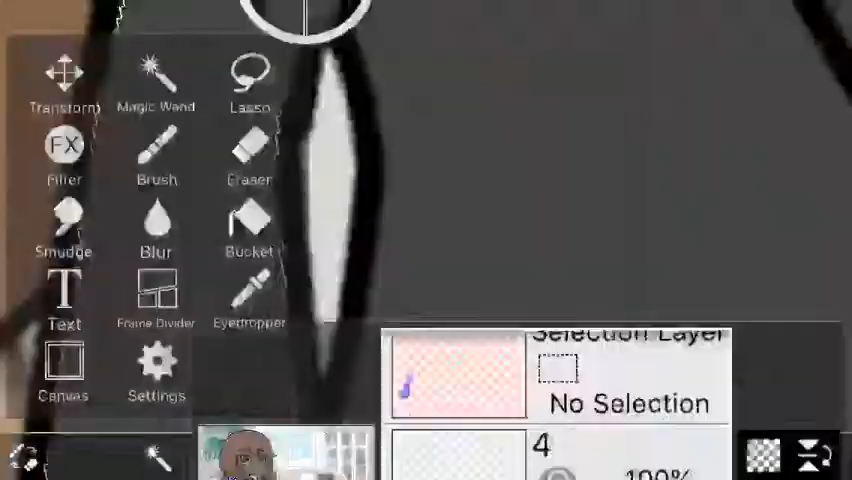 Transform Magic Wand Lasso
FX
Filter Brush Eraser
Smudge Blur Bucket
T
Text Frame Divider Eyedropper
Canvas Settings
Selection Layer
No Selection
4
100%